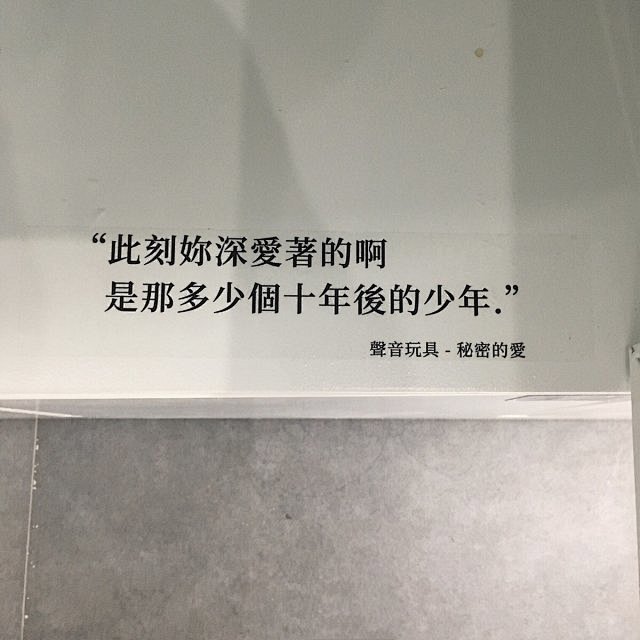 “此刻妳深愛著的啊
是那多少個十年後的少年.”
聲音玩具 - 秘密的愛